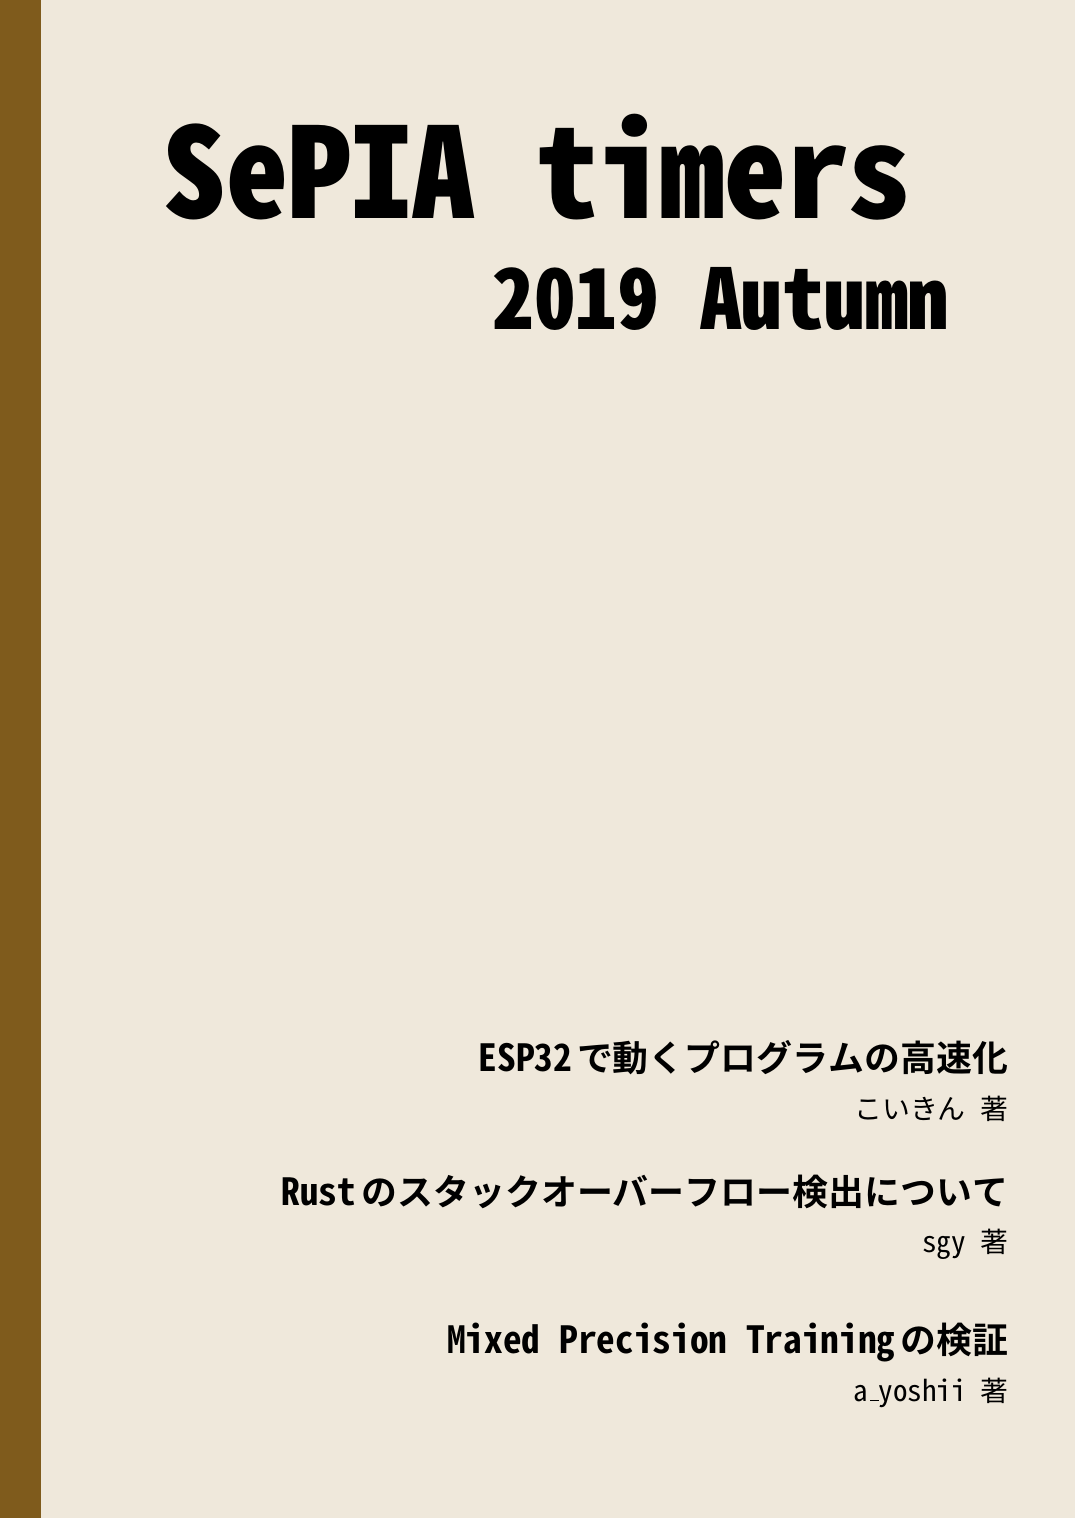 SePIA timers
2019 Autumn
ESP32で動くプログラムの高速化
こいきん 著
Rustのスタックオーバーフロー検出について
sgy 著
Mixed Precision Trainingの検証
a_yoshii 著